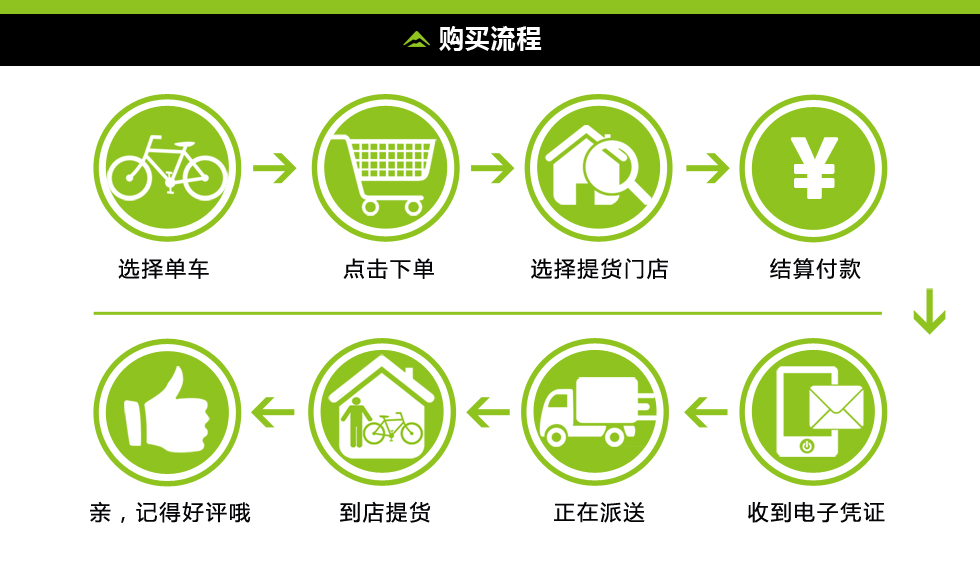 购买流程
选择单车
点击下单
选择提货门店
¥
结算付款
收到电子凭证
正在派送
到店提货
亲，记得好评哦